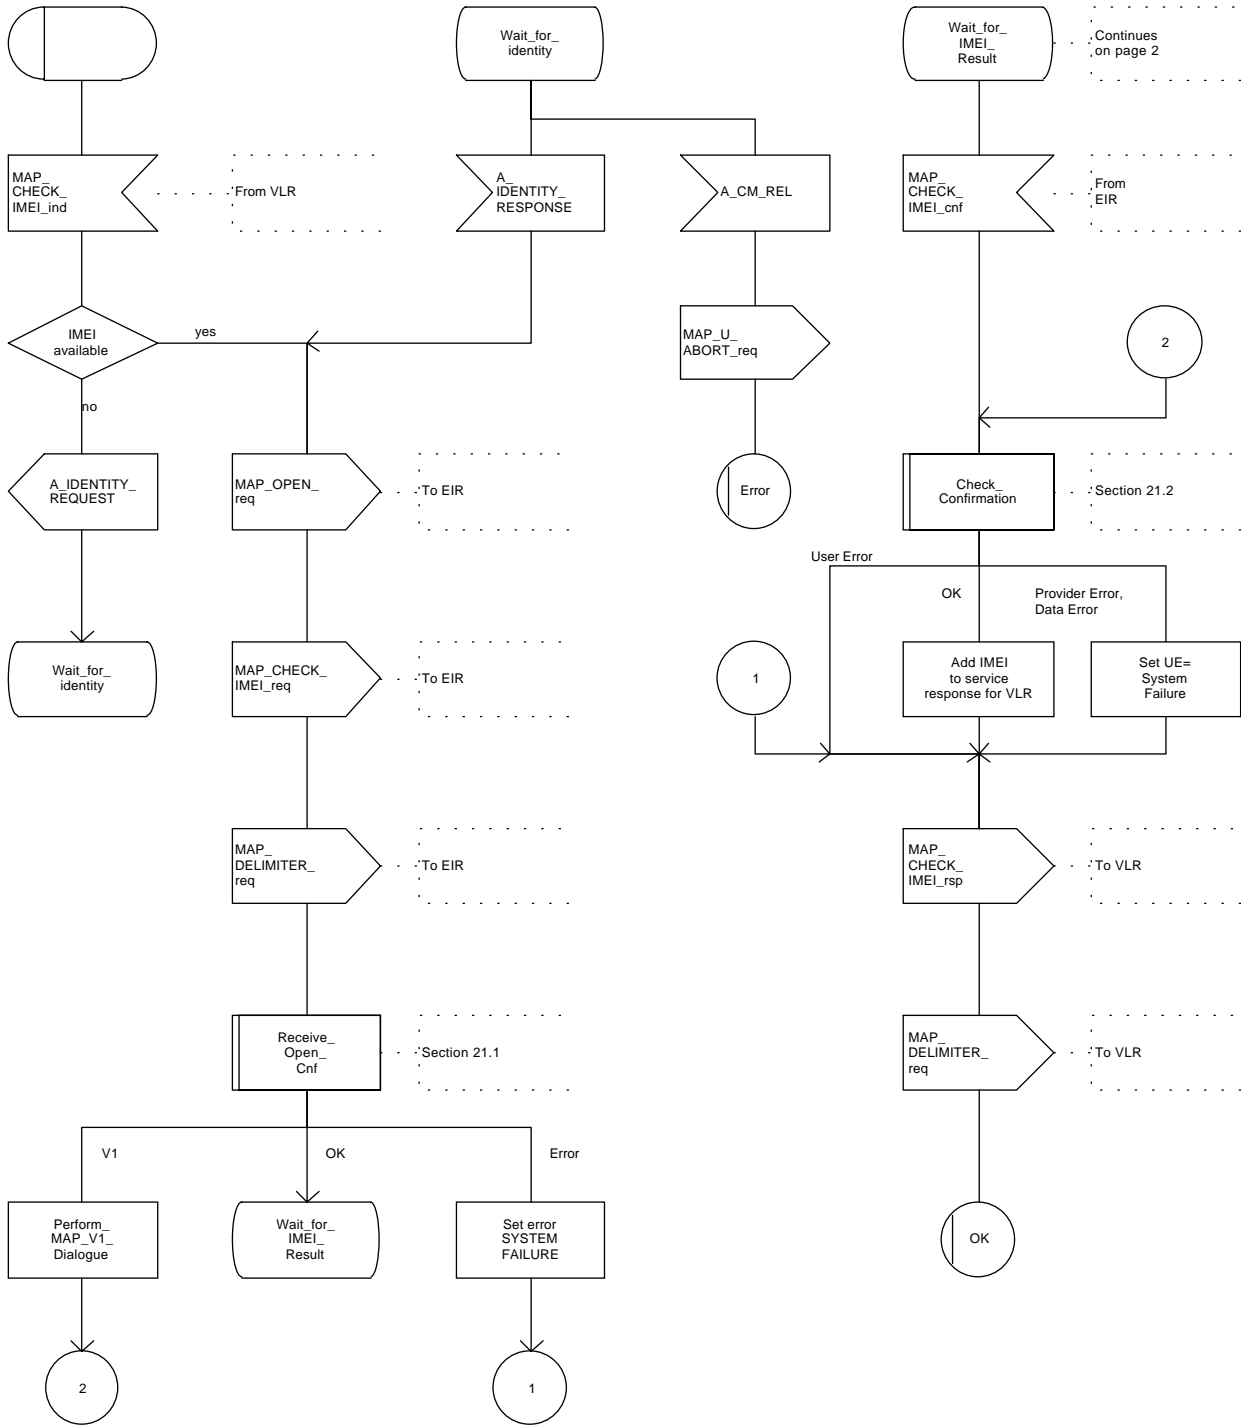 Wait_for_
identity
Wait_for_
IMEI_
Result
Continues
on page 2
MAP_
CHECK_
IMEI_ind
From VLR
A_
IDENTITY_
RESPONSE
A_CM_REL
MAP_
CHECK_
IMEI_cnf
From
EIR
IMEI
available
yes
no
MAP_U_
ABORT_req
2
A_IDENTITY_
REQUEST
MAP_OPEN_
req
To EIR
Error
Check_
Confirmation
Section 21.2
User Error
OK
Provider Error,
Data Error
Wait_for_
identity
MAP_CHECK_
IMEI_req
To EIR
1
Add IMEI
to service
response for VLR
Set UE=
System
Failure
MAP_
DELIMITER_
req
To EIR
MAP_
CHECK_
IMEI_rsp
To VLR
Receive_
Open_
Cnf
Section 21.1
MAP_
DELIMITER_
req
To VLR
V1
OK
Error
Perform_
MAP_V1_
Dialogue
Wait_for_
IMEI_
Result
Set error
SYSTEM
FAILURE
OK
2
1